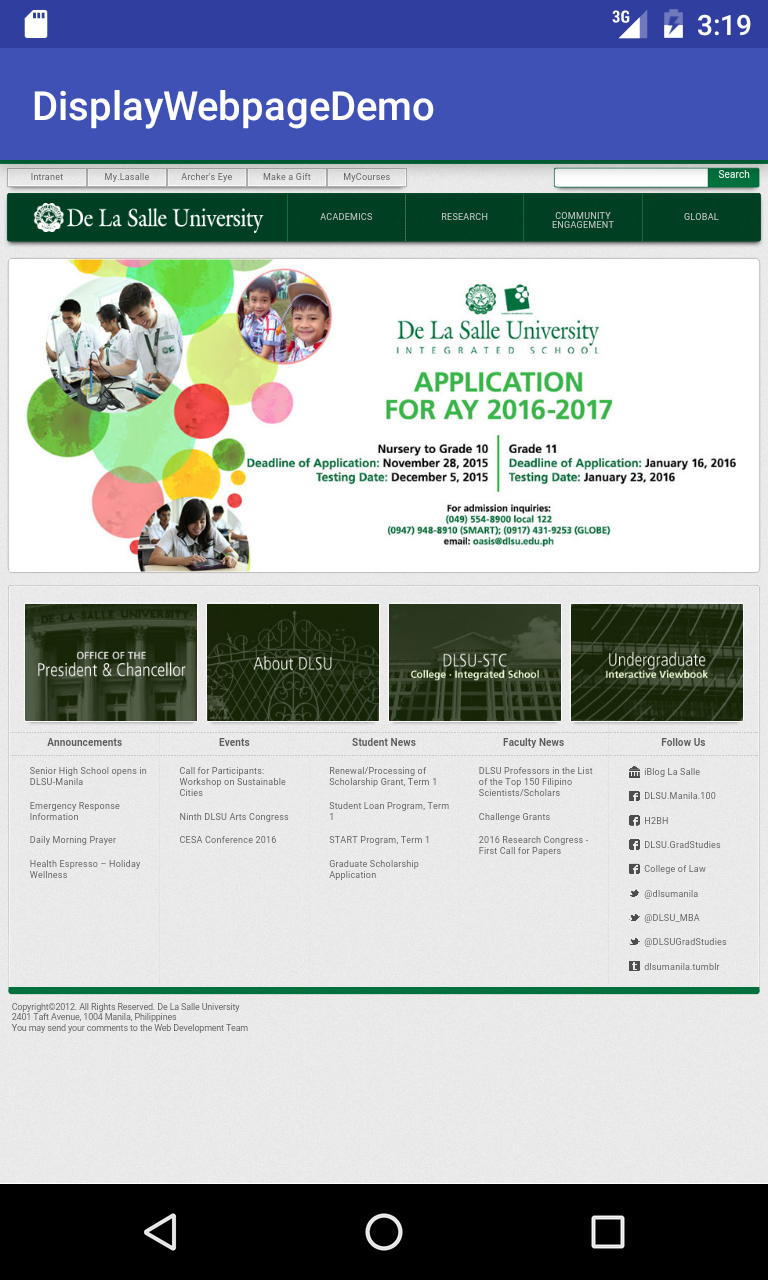 3G 3:19
DisplayWebpageDemo
Intranet My.Lasalle Archer's Eye Make a Gift MyCourses Search
De La Salle University ACADEMICS RESEARCH COMMUNITY ENGAGEMENT GLOBAL
De La Salle University
INTEGRATED SCHOOL
APPLICATION
FOR AY 2016-2017
Nursery to Grade 10
Deadline of Application: November 28, 2015
Testing Date: December 5, 2015
Grade 11
Deadline of Application: January 16, 2016
Testing Date: January 23, 2016
For admission inquiries:
(049) 554-8900 local 122
(0947) 948-8910 (SMART); (0917) 431-9253 (GLOBE)
email: oasis@dlsu.edu.ph
DE LA SALLE UNIVERSITY
OFFICE OF THE
President & Chancellor
About DLSU
DLSU-STC
College · Integrated School
Undergraduate
Interactive Viewbook
Announcements
Senior High School opens in
DLSU-Manila
Emergency Response
Information
Daily Morning Prayer
Health Espresso – Holiday
Wellness
Events
Call for Participants:
Workshop on Sustainable
Cities
Ninth DLSU Arts Congress
CESA Conference 2016
Student News
Renewal/Processing of
Scholarship Grant, Term 1
Student Loan Program, Term
1
START Program, Term 1
Graduate Scholarship
Application
Faculty News
DLSU Professors in the List
of the Top 150 Filipino
Scientists/Scholars
Challenge Grants
2016 Research Congress -
First Call for Papers
Follow Us
iBlog La Salle
DLSU.Manila.100
H2BH
DLSU.GradStudies
College of Law
@dlsumanila
@DLSU_MBA
@DLSUGradStudies
dlsumanila.tumblr
Copyright©2012. All Rights Reserved. De La Salle University
2401 Taft Avenue, 1004 Manila, Philippines
You may send your comments to the Web Development Team